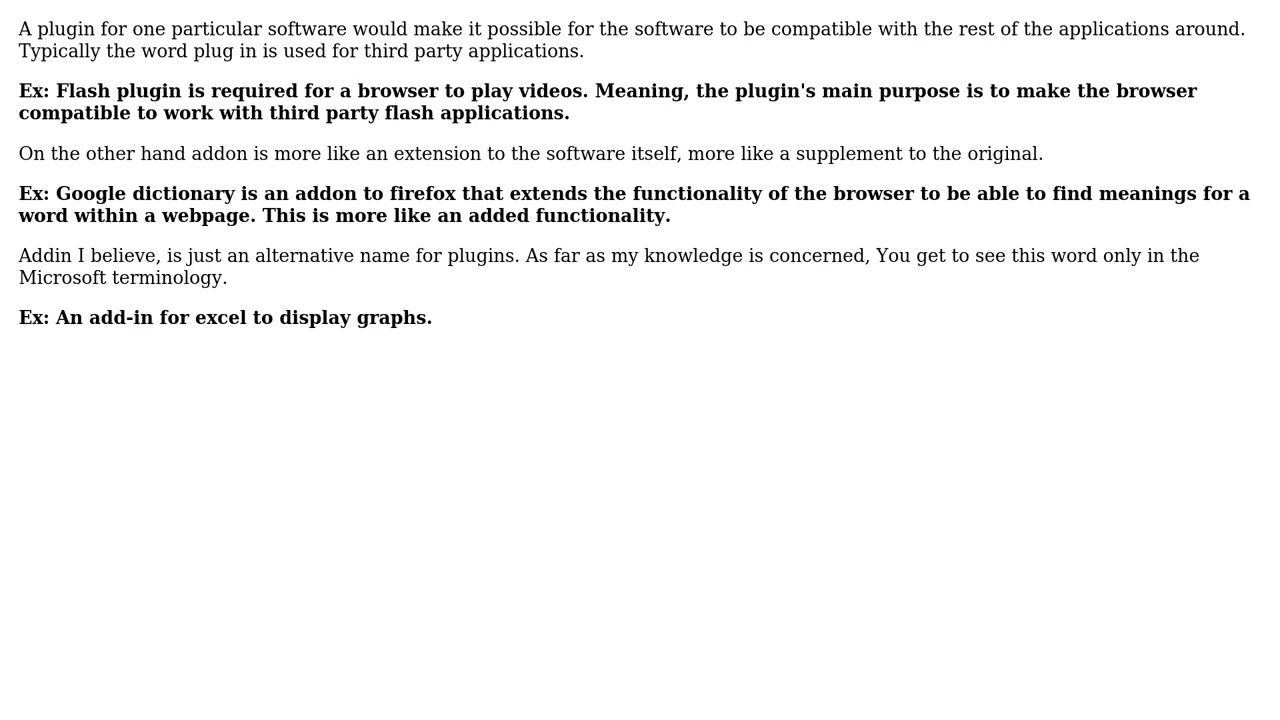 A plugin for one particular software would make it possible for the software to be compatible with the rest of the applications around.
Typically the word plug in is used for third party applications.
Ex: Flash plugin is required for a browser to play videos. Meaning, the plugin's main purpose is to make the browser
compatible to work with third party flash applications.
On the other hand addon is more like an extension to the software itself, more like a supplement to the original.
Ex: Google dictionary is an addon to firefox that extends the functionality of the browser to be able to find meanings for a
word within a webpage. This is more like an added functionality.
Addin I believe, is just an alternative name for plugins. As far as my knowledge is concerned, You get to see this word only in the
Microsoft terminology.
Ex: An add-in for excel to display graphs.